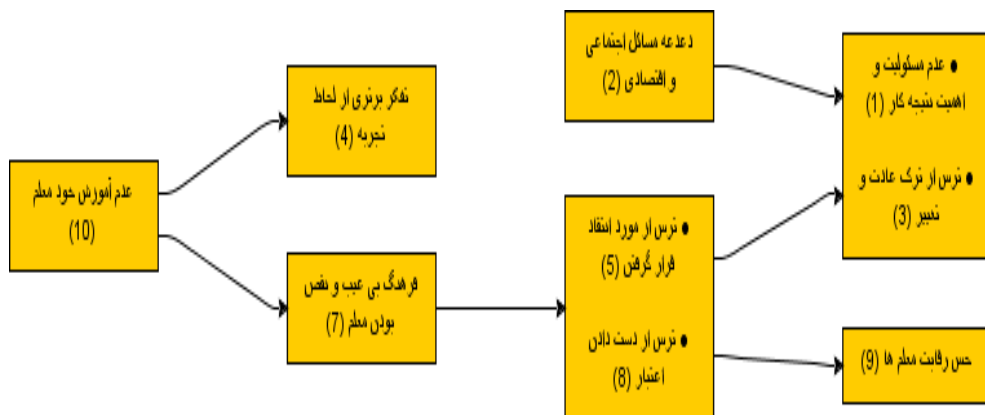 دغدغه مسائل اجتماعی
و اقتصادی (2)
● عدم مسئولیت و
اهمیت نتیجه کار (1)
● ترس از ترک عادت و
تغییر (3)
تفکر برتری از لحاظ
تجربه (4)
عدم آموزش خود معلم
(10)
● ترس از مورد انتقاد
قرار گرفتن (5)
● ترس از دست دادن
اعتبار (8)
فرهنگ بی عیب و نقص
بودن معلم (7)
حس رقابت معلم ها (9)